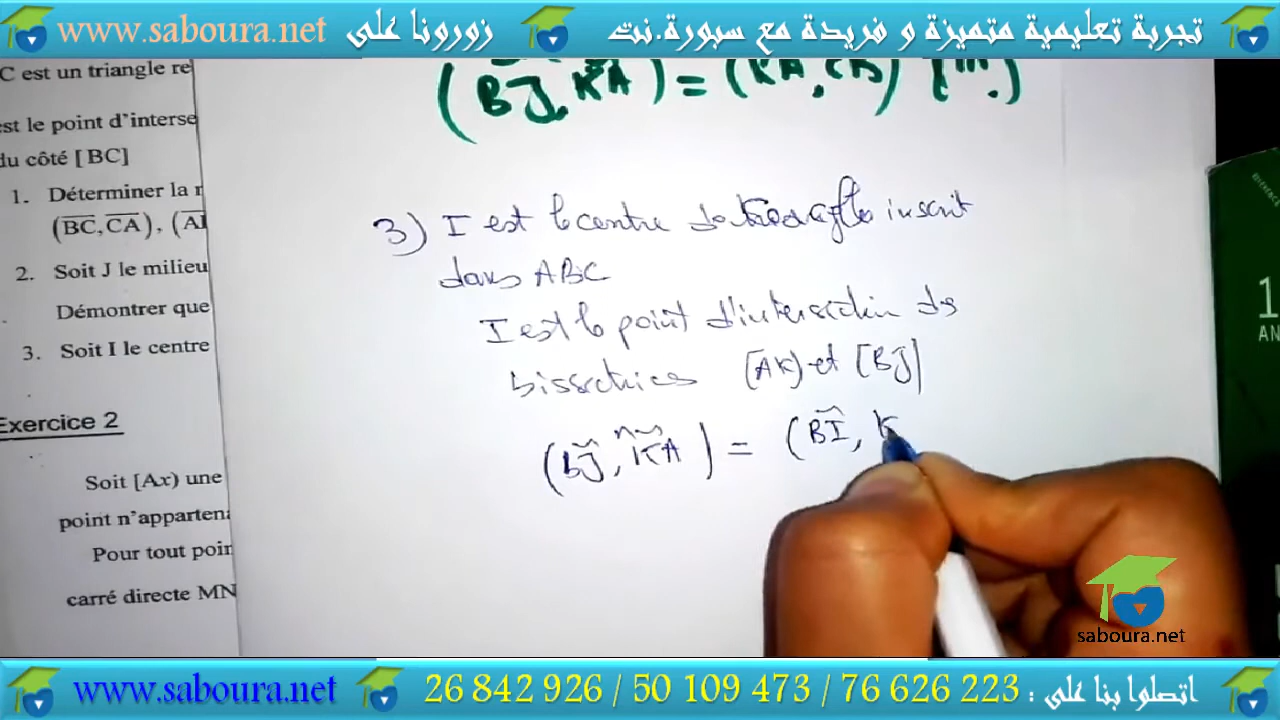 www.saboura.net زورونا على تجربة تعليمية متميزة و فريدة مع سبورة.نت
C est un triangle re
est le point d'interse
du côté [BC]
1. Déterminer la
(BC,CA), (AI
2. Soit J le milieu
Démontrer que
3. Soit I le centre
Exercice 2
Soit [Ax) une
point n'appartena
Pour tout poin
carré directe MN
(BJ, KA) = (KA,
3) I est le centre de inscrit
dans ABC
I est le point d'intersection des
bissectrices [AK) et [BJ)
(BJ, KA) = (BI, K
saboura.net
www.saboura.net 26 842 926 / 50 109 473 / 76 626 223 : اتصلوا بنا على